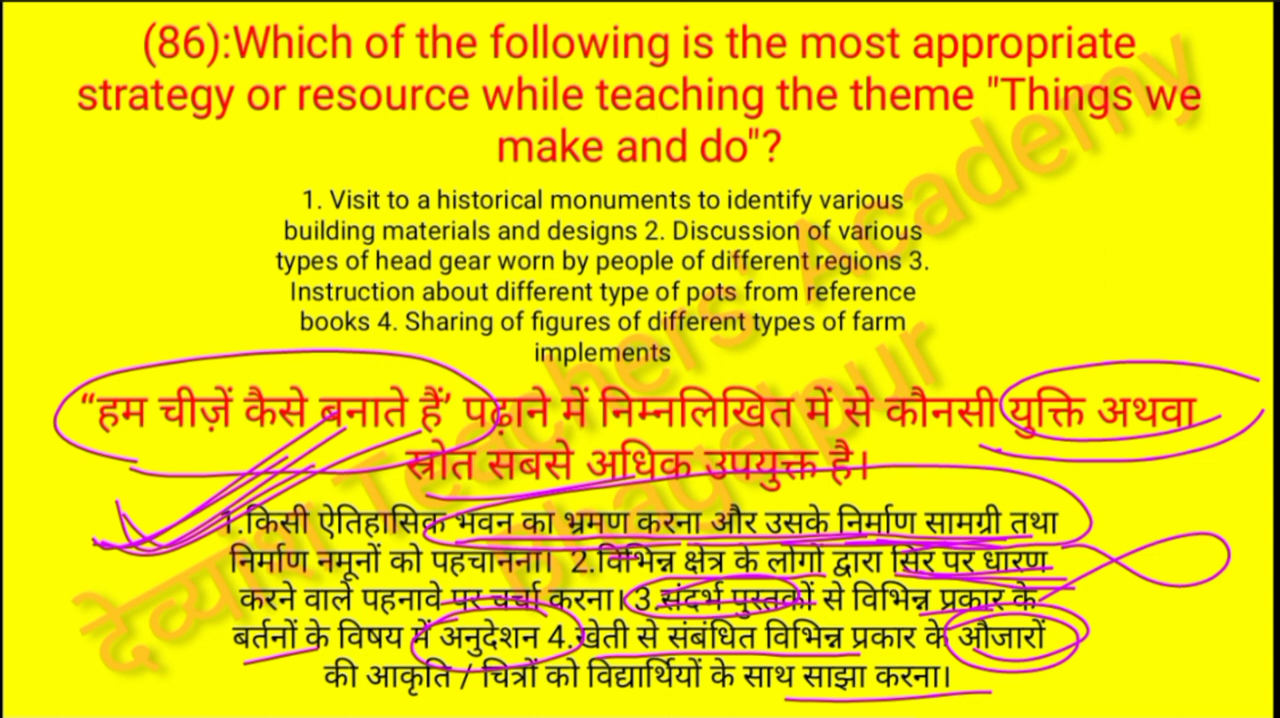 (86):Which of the following is the most appropriate
strategy or resource while teaching the theme "Things we
make and do"?
1. Visit to a historical monuments to identify various
building materials and designs 2. Discussion of various
types of head gear worn by people of different regions 3.
Instruction about different type of pots from reference
books 4. Sharing of figures of different types of farm
implements
“हम चीज़ें कैसे बनाते हैं’ पढ़ाने में निम्नलिखित में से कौनसी युक्ति अथवा
स्रोत सबसे अधिक उपयुक्त है।
1.किसी ऐतिहासिक भवन का भ्रमण करना और उसके निर्माण सामग्री तथा
निर्माण नमूनों को पहचानना। 2.विभिन्न क्षेत्र के लोगों द्वारा सिर पर धारण
करने वाले पहनावे पर चर्चा करना। 3.संदर्भ पुस्तकों से विभिन्न प्रकार के
बर्तनों के विषय में अनुदेशन 4.खेती से संबंधित विभिन्न प्रकार के औजारों
की आकृति / चित्रों को विद्यार्थियों के साथ साझा करना।
देव्यांश Teachers' Academy
Bhagalpur